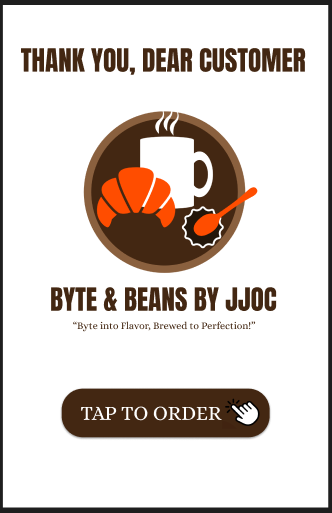 THANK YOU, DEAR CUSTOMER
BYTE & BEANS BY JJOC
“Byte into Flavor, Brewed to Perfection!”
TAP TO ORDER